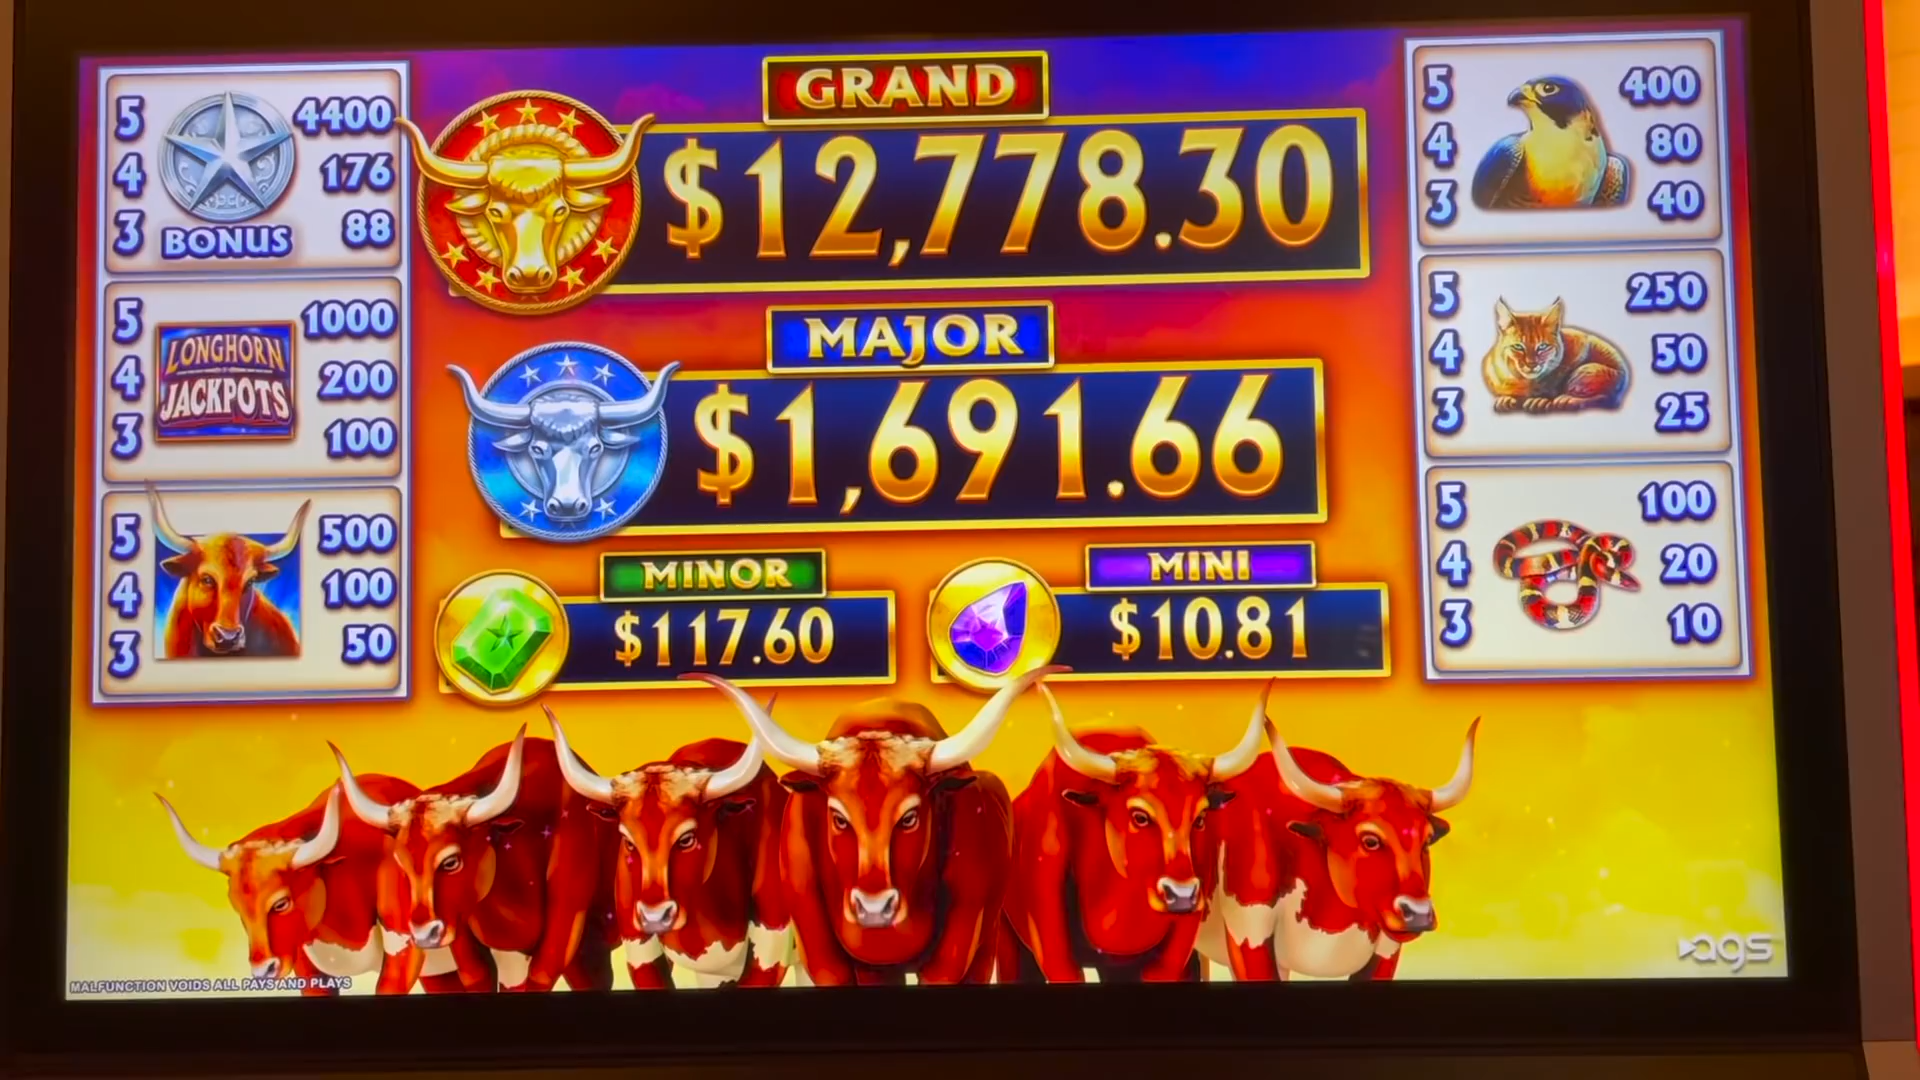 5 4400
4 176
3 BONUS 88
5 1000
4 LONGHORN 200
JACKPOTS
3 100
5 500
4 100
3 50
GRAND
$12,778.30
MAJOR
$1,691.66
MINOR
$117.60
MINI
$10.81
5 400
4 80
3 40
5 250
4 50
3 25
5 100
4 20
3 10
MALFUNCTION VOIDS ALL PAYS AND PLAYS
ags